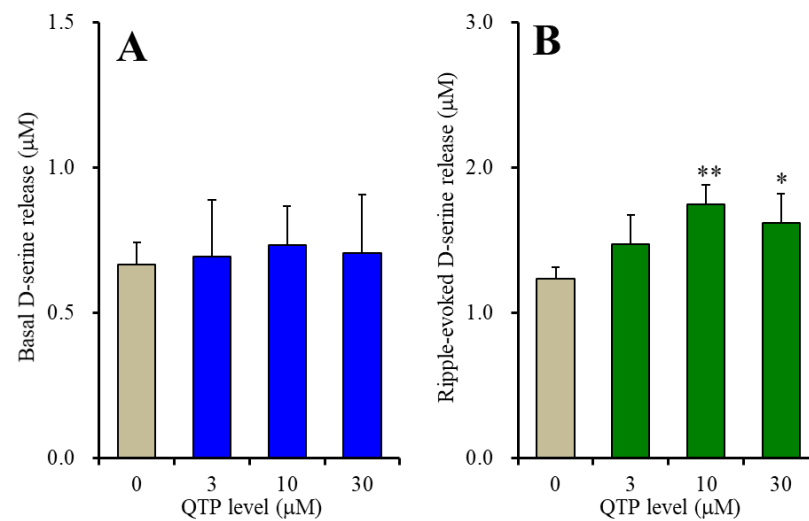 A
Basal D-serine release (μM)
1.5
1.0
0.5
0.0
0 3 10 30
QTP level (μM)
B
Ripple-evoked D-serine release (μM)
3.0
2.0
1.0
0.0
** *
0 3 10 30
QTP level (μM)